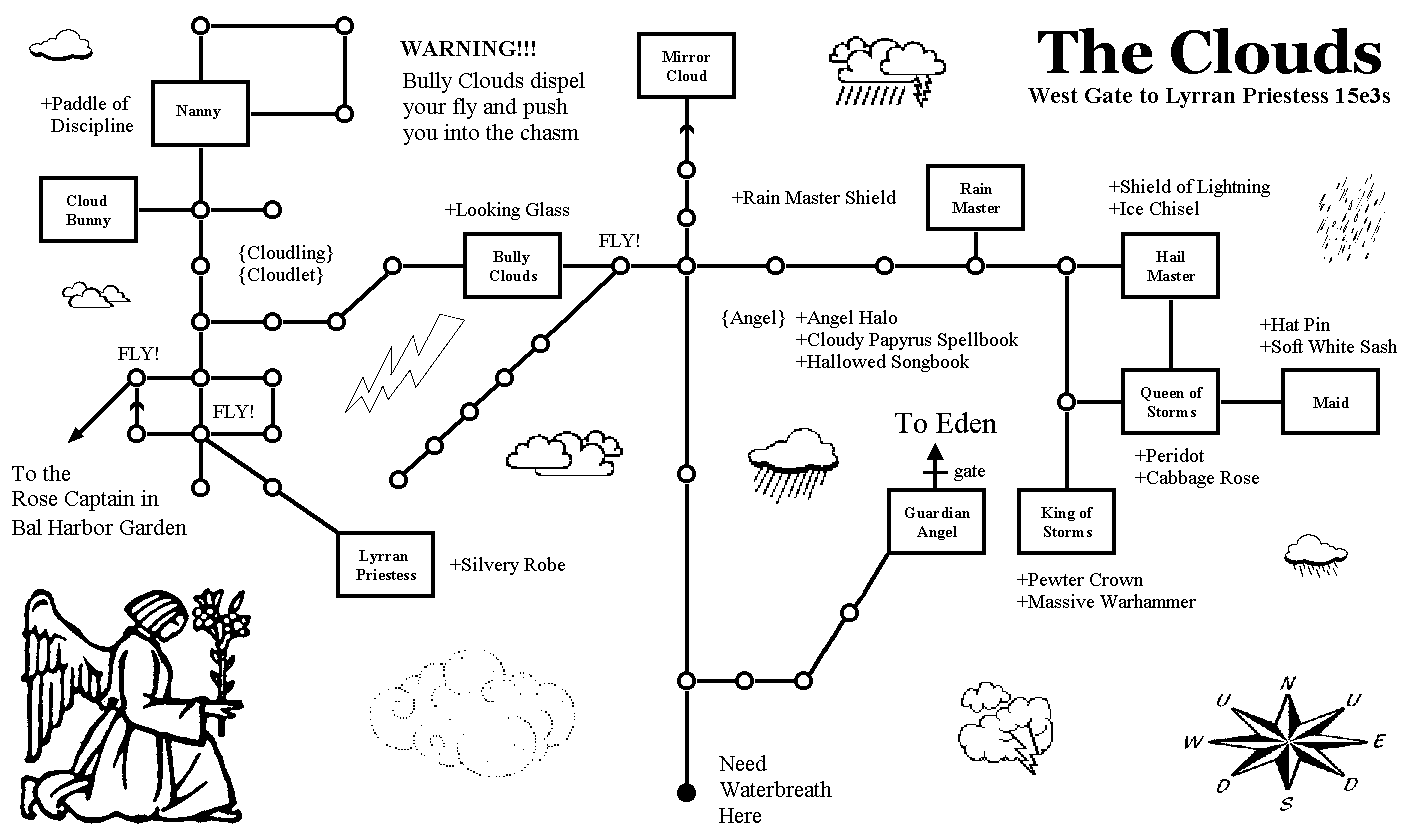 The Clouds
West Gate to Lyrran Priestess 15e3s
WARNING!!!
Bully Clouds dispel
your fly and push
you into the chasm
Mirror
Cloud
+Paddle of
Discipline
Nanny
Cloud
Bunny
+Looking Glass
FLY!
Bully
Clouds
{Cloudling}
{Cloudlet}
+Rain Master Shield
Rain
Master
+Shield of Lightning
+Ice Chisel
Hail
Master
{Angel}
+Angel Halo
+Cloudy Papyrus Spellbook
+Hallowed Songbook
+Hat Pin
+Soft White Sash
FLY!
FLY!
Queen of
Storms
Maid
+Peridot
+Cabbage Rose
To Eden
gate
Guardian
Angel
King of
Storms
+Pewter Crown
+Massive Warhammer
To the
Rose Captain in
Bal Harbor Garden
Lyrran
Priestess
+Silvery Robe
Need
Waterbreath
Here
N
U
U
W
E
D
D
S